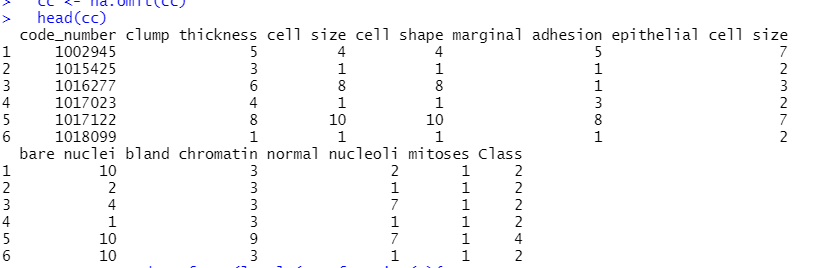 > cc <- na.omit(cc)
> head(cc)
code_number clump thickness cell size cell shape marginal adhesion epithelial cell size
1 1002945 5 4 4 5 7
2 1015425 3 1 1 1 2
3 1016277 6 8 8 1 3
4 1017023 4 1 1 3 2
5 1017122 8 10 10 8 7
6 1018099 1 1 1 1 2
bare nuclei bland chromatin normal nucleoli mitoses Class
1 10 3 2 1 2
2 2 3 1 1 2
3 4 3 7 1 2
4 1 3 1 1 2
5 10 9 7 1 4
6 10 3 1 1 2